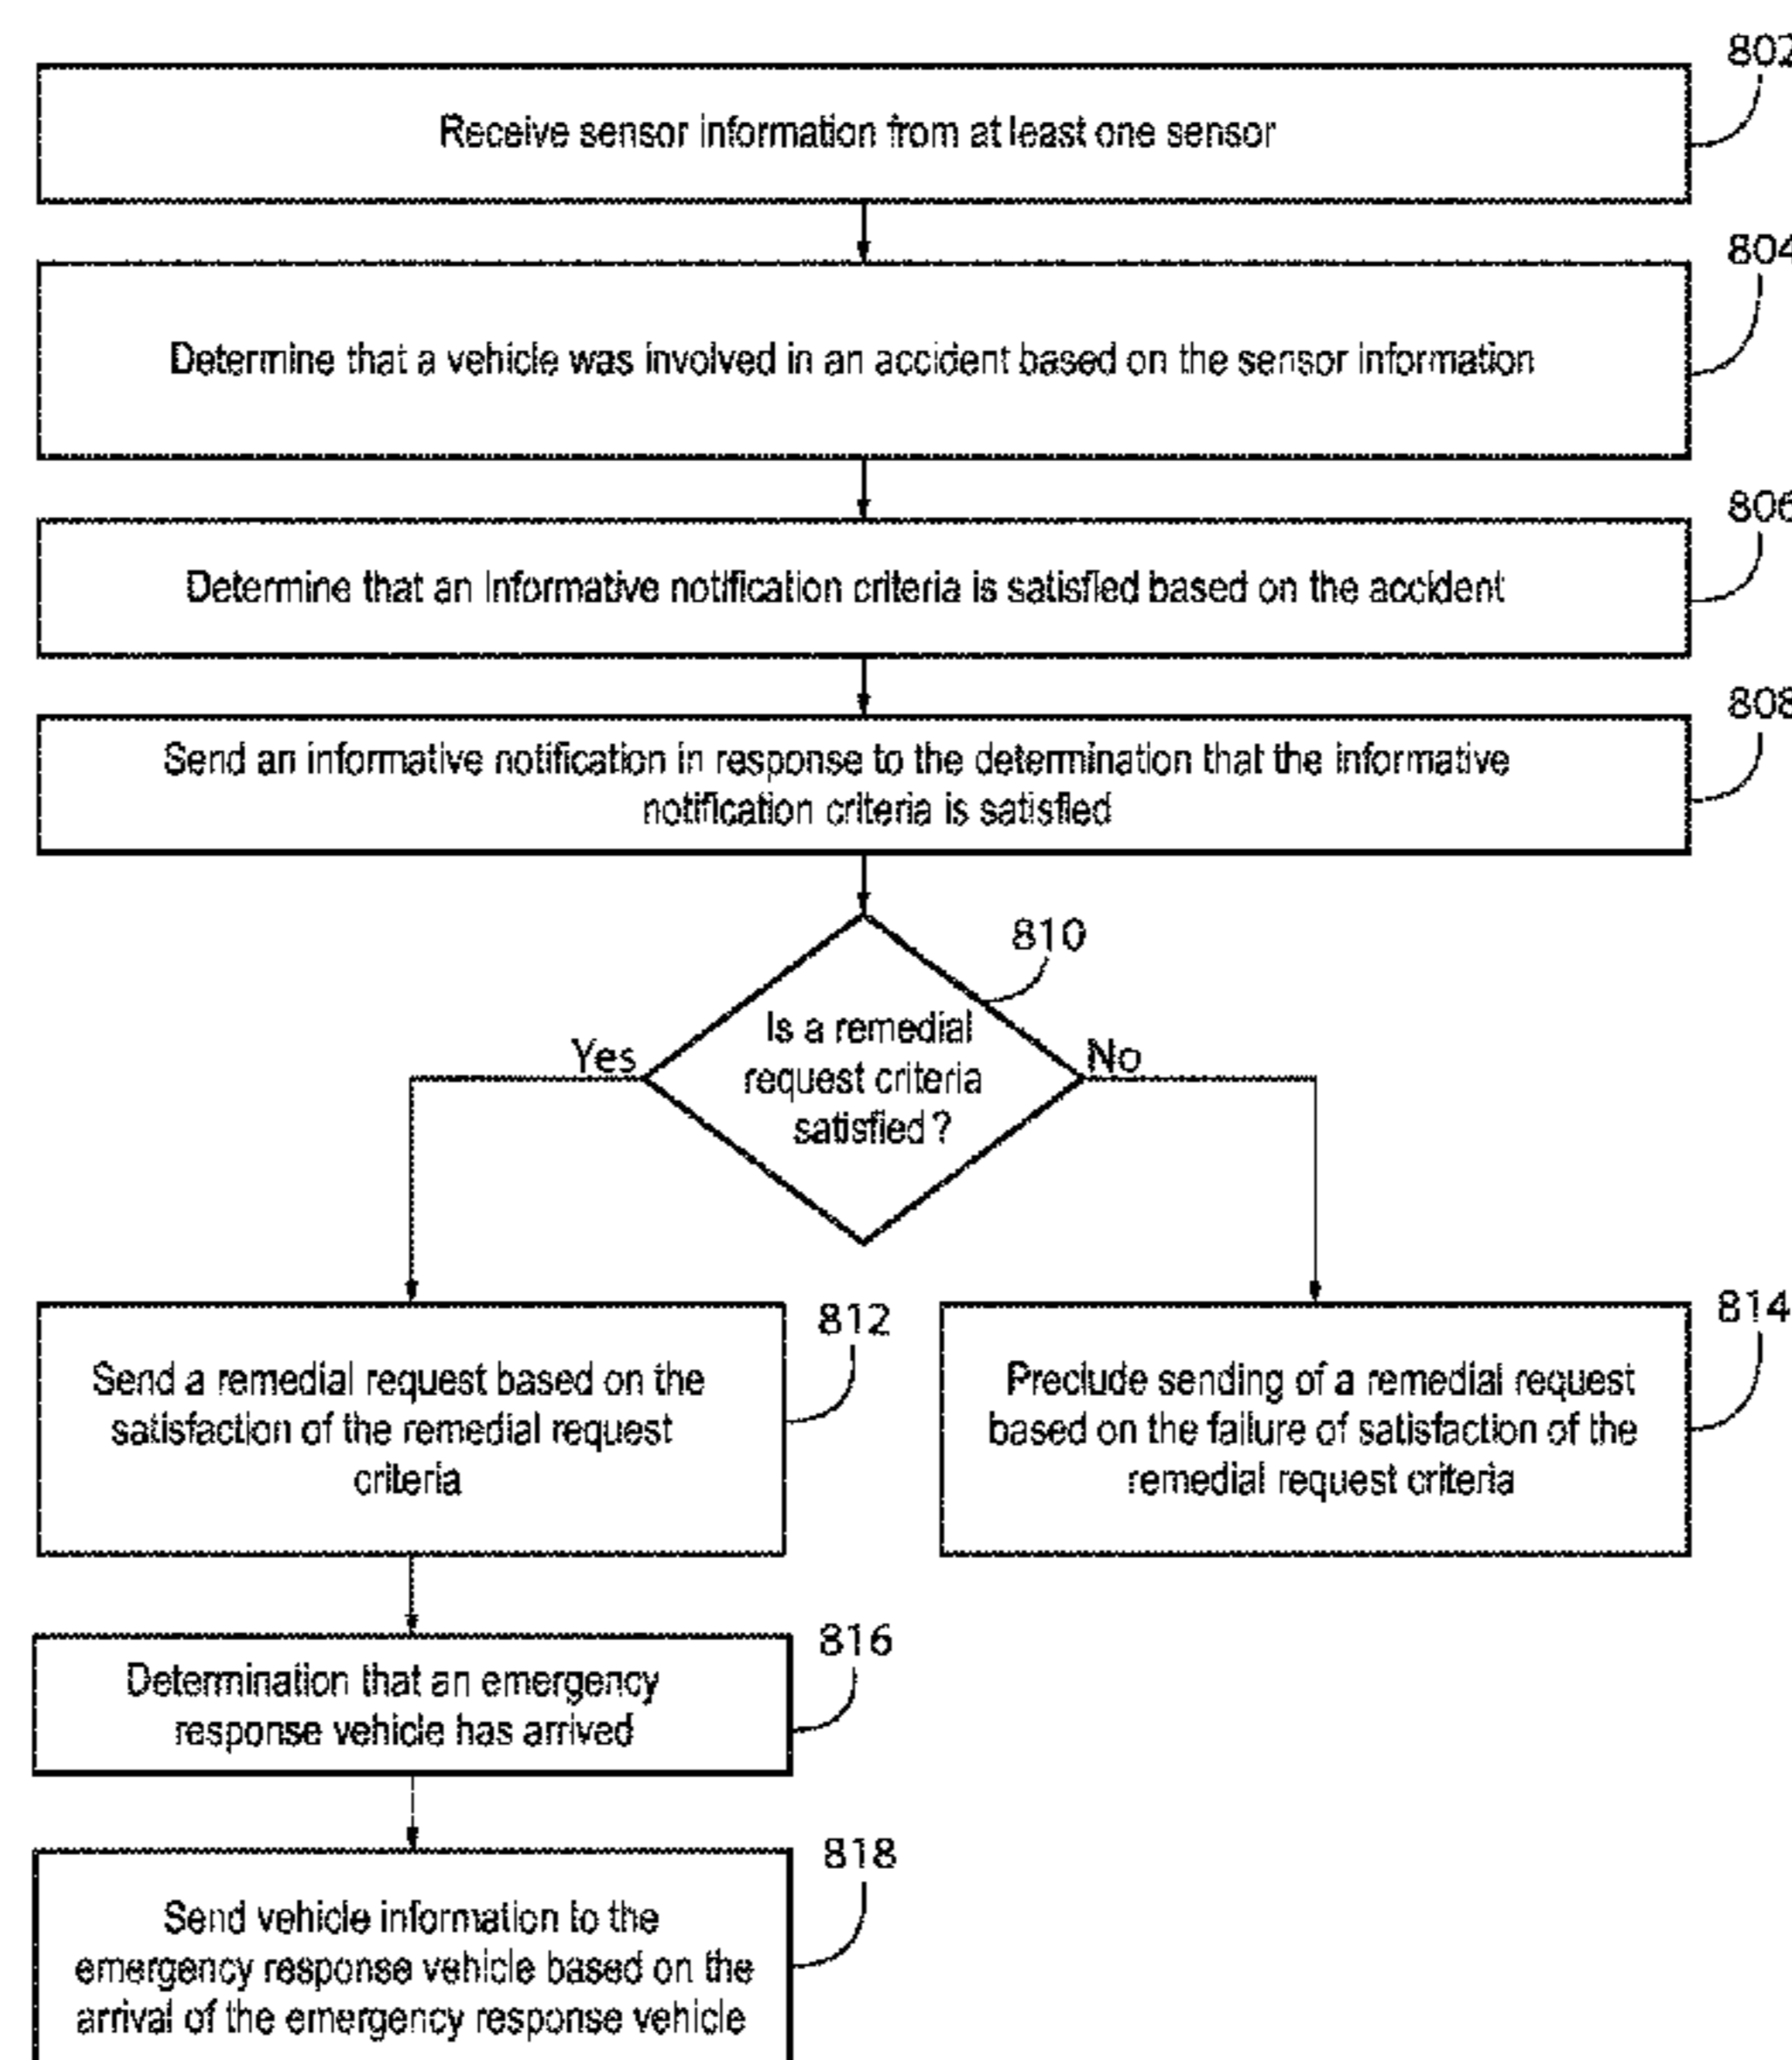 802
Receive sensor information from at least one sensor
804
Determine that a vehicle was involved in an accident based on the sensor information
806
Determine that an informative notification criteria is satisfied based on the accident
808
Send an informative notification in response to the determination that the informative
notification criteria is satisfied
810
Is a remedial
request criteria
satisfied?
Yes
No
812
Send a remedial request based on the
satisfaction of the remedial request
criteria
814
Preclude sending of a remedial request
based on the failure of satisfaction of the
remedial request criteria
816
Determination that an emergency
response vehicle has arrived
818
Send vehicle information to the
emergency response vehicle based on the
arrival of the emergency response vehicle